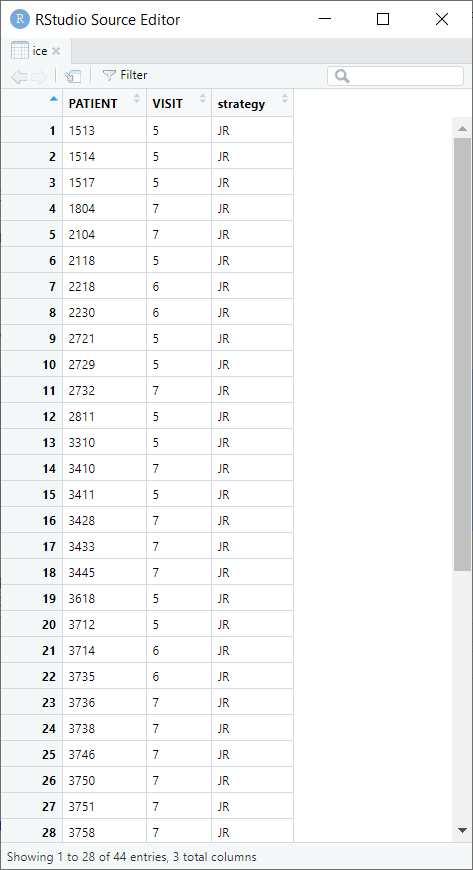 R RStudio Source Editor
ice
Filter
PATIENT VISIT strategy
1 1513 5 JR
2 1514 5 JR
3 1517 5 JR
4 1804 7 JR
5 2104 7 JR
6 2118 5 JR
7 2218 6 JR
8 2230 6 JR
9 2721 5 JR
10 2729 5 JR
11 2732 7 JR
12 2811 5 JR
13 3310 5 JR
14 3410 7 JR
15 3411 5 JR
16 3428 7 JR
17 3433 7 JR
18 3445 7 JR
19 3618 5 JR
20 3712 5 JR
21 3714 6 JR
22 3735 6 JR
23 3736 7 JR
24 3738 7 JR
25 3746 7 JR
26 3750 7 JR
27 3751 7 JR
28 3758 7 JR
Showing 1 to 28 of 44 entries, 3 total columns